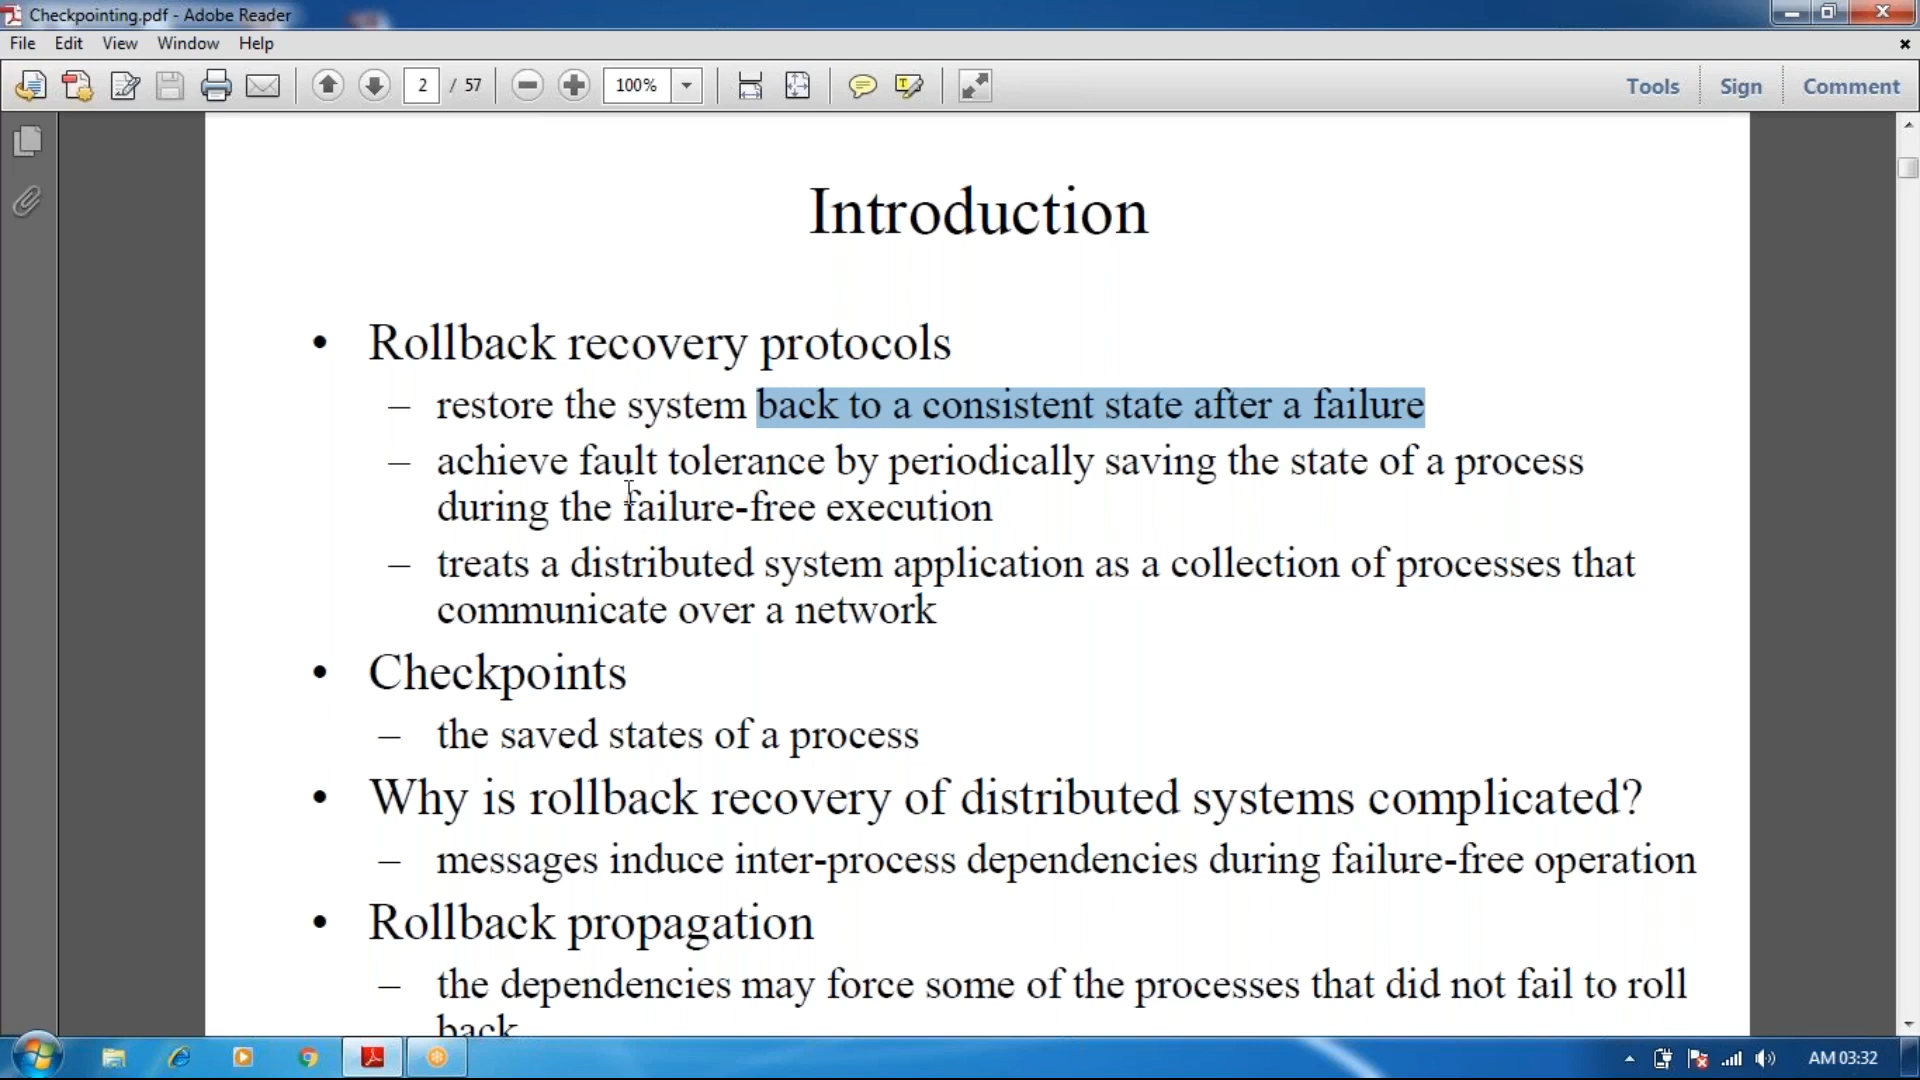 Checkpointing.pdf - Adobe Reader
File Edit View Window Help
2 / 57 100% Tools Sign Comment
Introduction
• Rollback recovery protocols
– restore the system back to a consistent state after a failure
– achieve fault tolerance by periodically saving the state of a process
during the failure-free execution
– treats a distributed system application as a collection of processes that
communicate over a network
• Checkpoints
– the saved states of a process
• Why is rollback recovery of distributed systems complicated?
– messages induce inter-process dependencies during failure-free operation
• Rollback propagation
– the dependencies may force some of the processes that did not fail to roll
back
AM 03:32